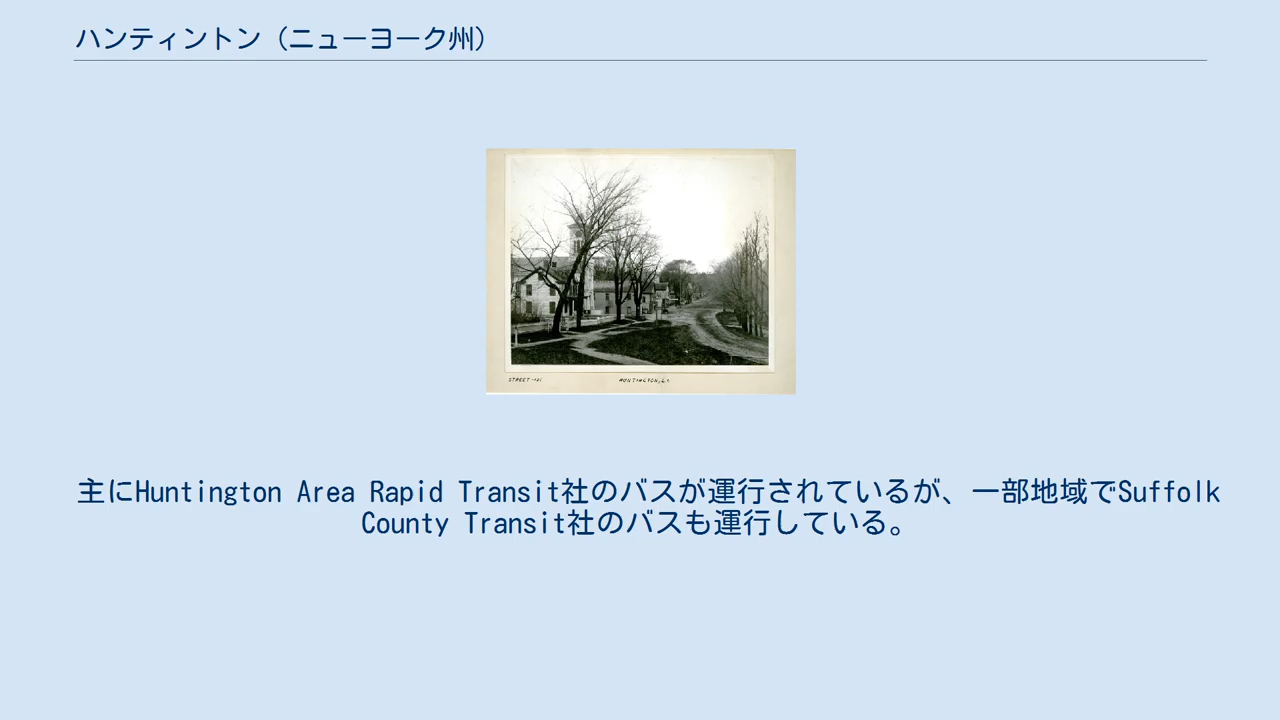 ハンティントン（ニューヨーク州）
HUNTINGTON, L.I.
主にHuntington Area Rapid Transit社のバスが運行されているが、一部地域でSuffolk
County Transit社のバスも運行している。